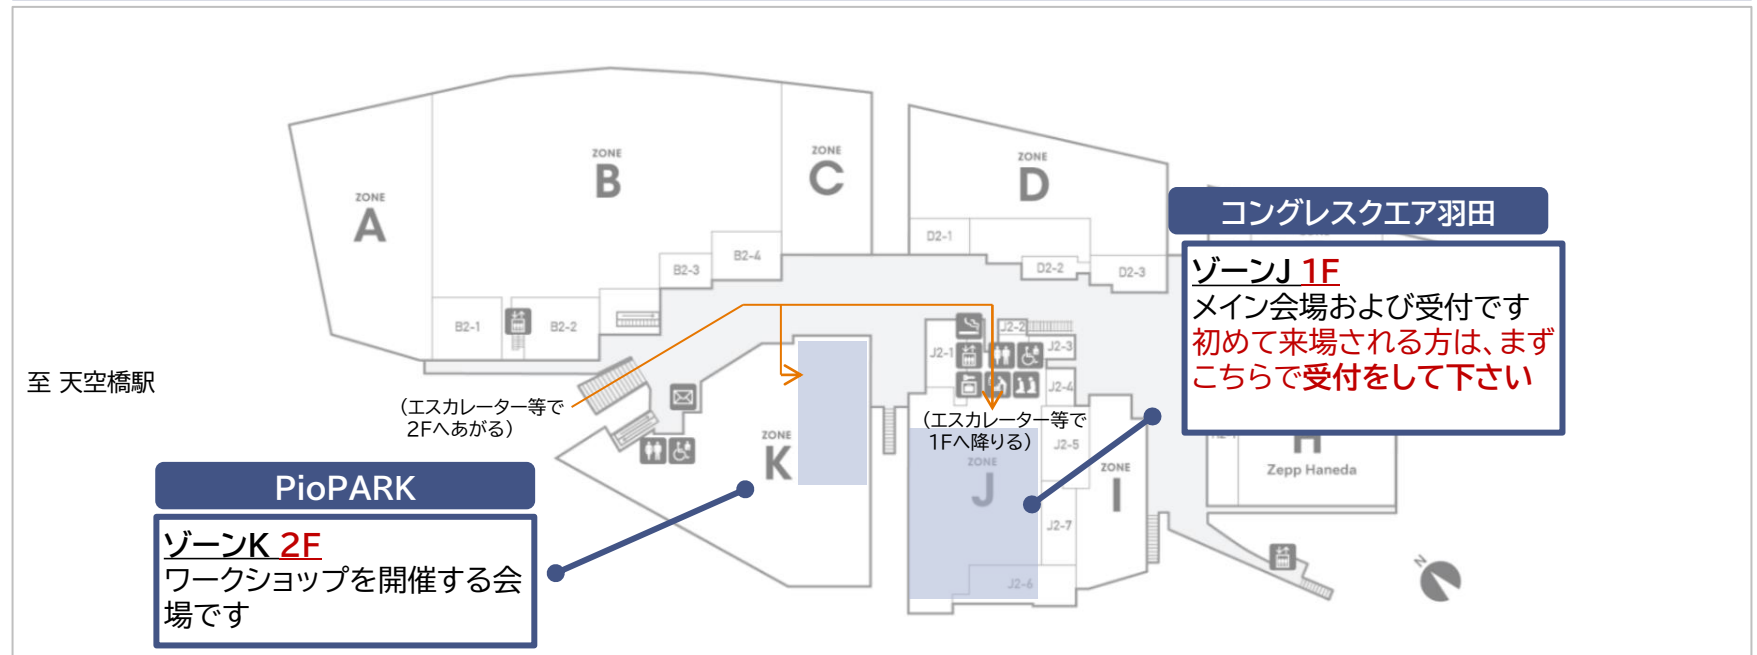 ZONE
A
ZONE
B
ZONE
C
ZONE
D
B2-1
B2-2
B2-3
B2-4
D2-1
D2-2
D2-3
コングレスクエア羽田
ゾーンJ 1F
メイン会場および受付です
初めて来場される方は、まず
こちらで受付をして下さい
至 天空橋駅
(エスカレーター等で
2Fへあがる)
J2-1
J2-2
J2-3
J2-4
(エスカレーター等で
1Fへ降りる)
J2-5
ZONE
K
ZONE
J
ZONE
I
H
Zepp Haneda
J2-7
J2-6
PioPARK
ゾーンK 2F
ワークショップを開催する会
場です
N